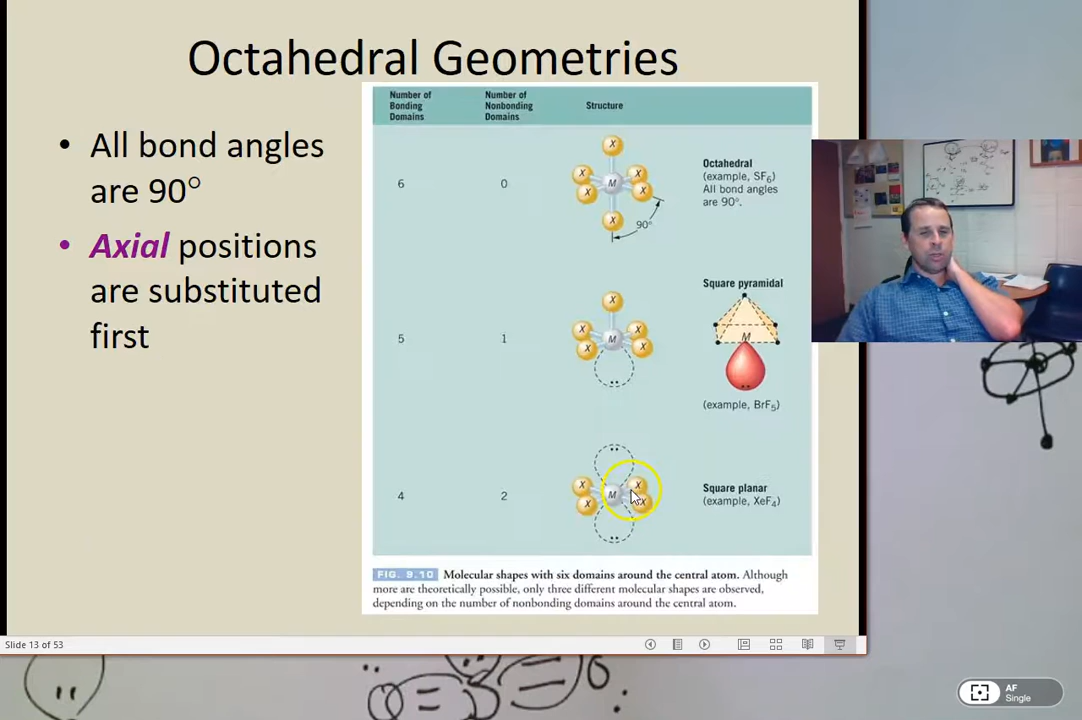 Octahedral Geometries
• All bond angles
are 90°
• Axial positions
are substituted
first
Number of
Bonding
Domains
Number of
Nonbonding
Domains
Structure
6
0
X
X
X
M
X
X
X
90°
Octahedral
(example, SF6)
All bond angles
are 90°.
5
1
X
X
X
M
X
X
Square pyramidal
M
(example, BrF5)
4
2
X
X
M
X
X
Square planar
(example, XeF4)
FIG. 9.10 Molecular shapes with six domains around the central atom. Although
more are theoretically possible, only three different molecular shapes are observed,
depending on the number of nonbonding domains around the central atom.
Slide 13 of 53
AF
Single